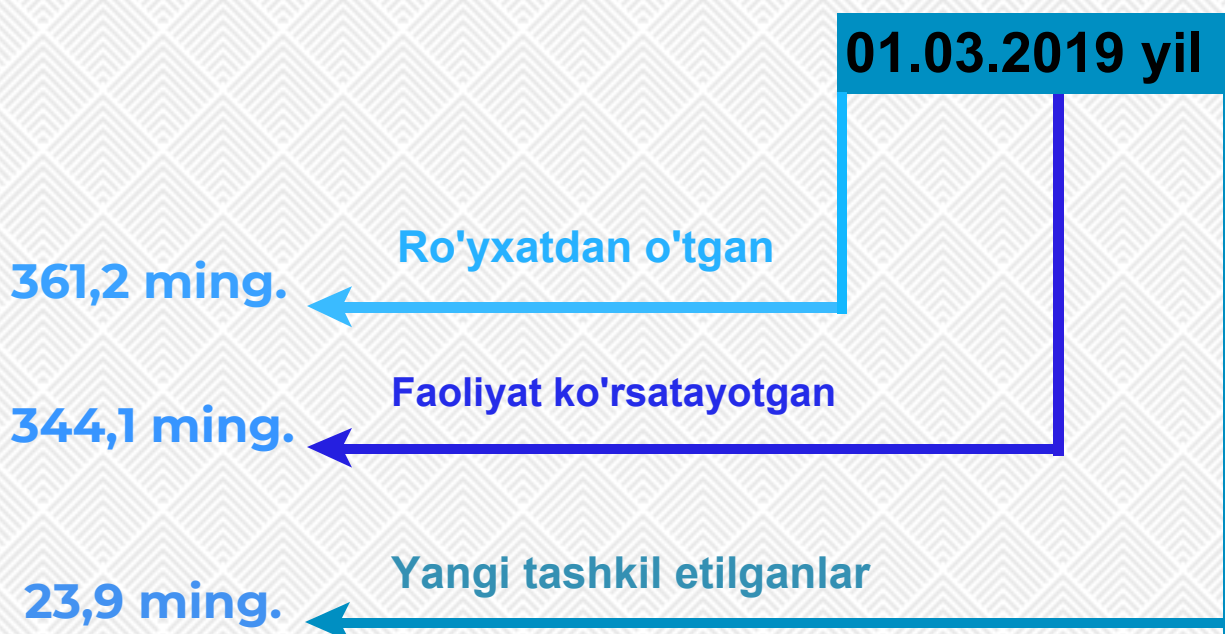 01.03.2019 yil
Ro'yxatdan o'tgan
361,2 ming.
Faoliyat ko'rsatayotgan
344,1 ming.
Yangi tashkil etilganlar
23,9 ming.